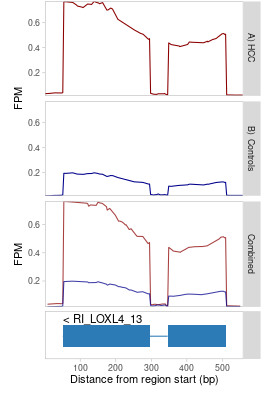 0.6
0.4
0.2
FPM
A) HCC
0.6
0.4
0.2
B) Controls
0.6
0.4
0.2
FPM
Combined
< RI_LOXL4_13
100 200 300 400 500
Distance from region start (bp)